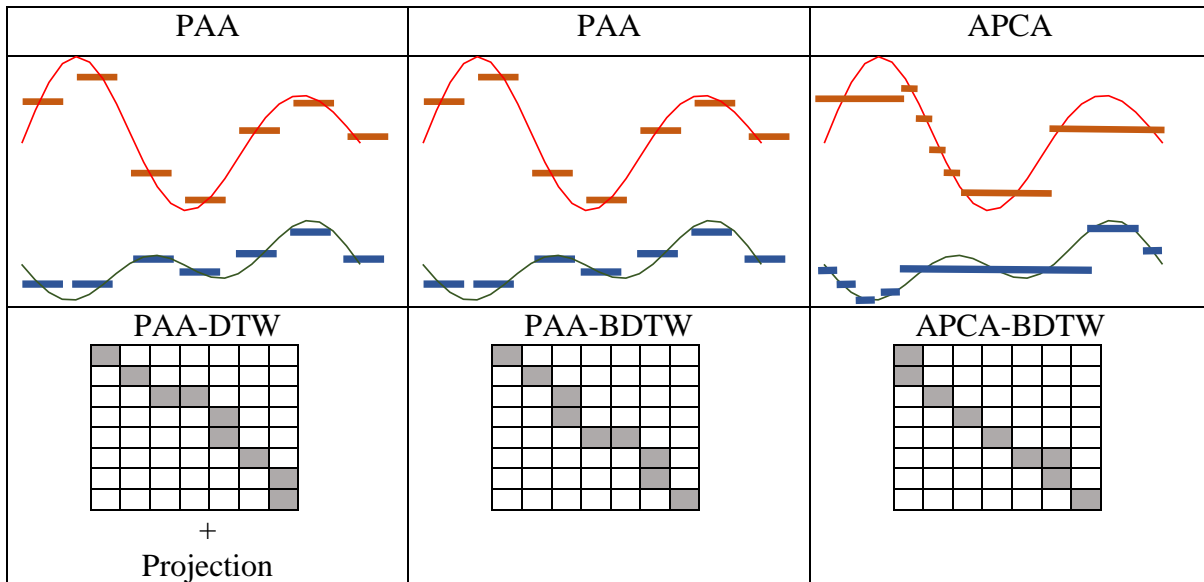 PAA
PAA
APCA
PAA-DTW
PAA-BDTW
APCA-BDTW
+
Projection